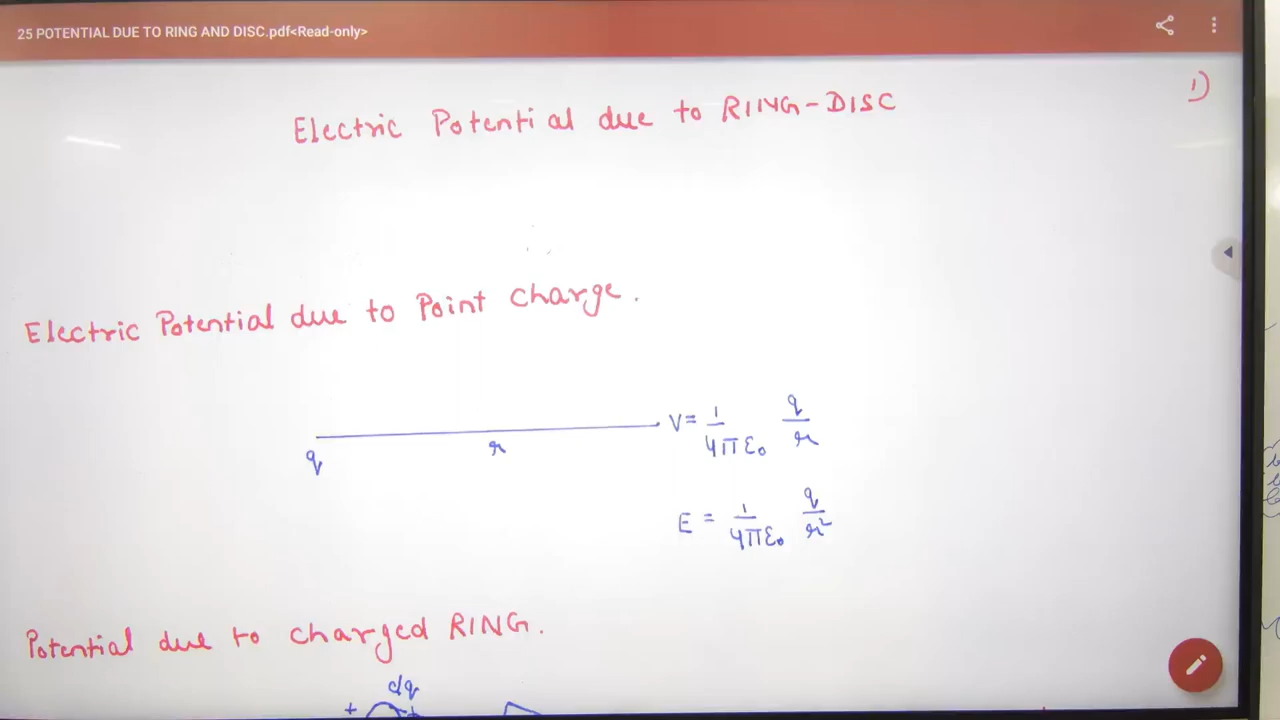 25 POTENTIAL DUE TO RING AND DISC.pdf<Read-only>
1)
Electric Potential due to RING-DISC
Electric Potential due to Point Charge.
q r V = 1/4πε₀ q/r
E = 1/4πε₀ q/r²
Potential due to charged RING.
dq
+ +